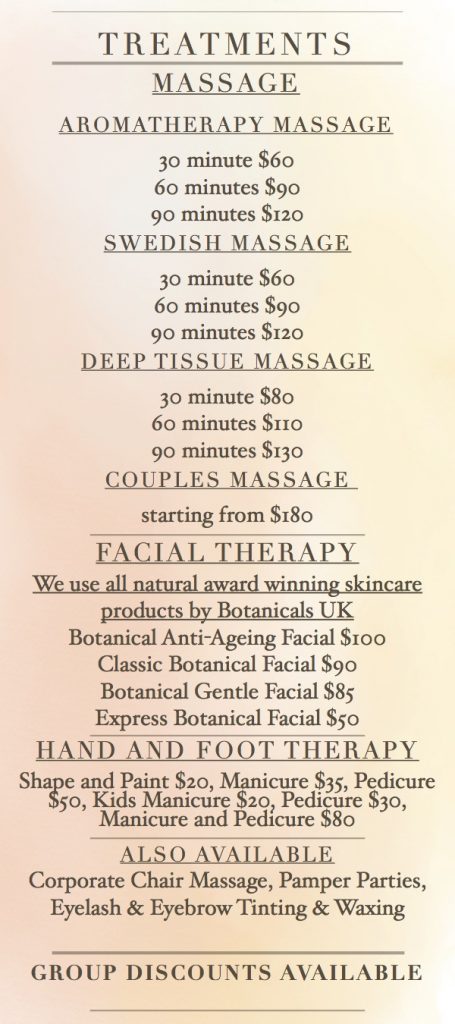 TREATMENTS
MASSAGE
AROMATHERAPY MASSAGE
30 minute $60
60 minutes $90
90 minutes $120
SWEDISH MASSAGE
30 minute $60
60 minutes $90
90 minutes $120
DEEP TISSUE MASSAGE
30 minute $80
60 minutes $110
90 minutes $130
COUPLES MASSAGE
starting from $180
FACIAL THERAPY
We use all natural award winning skincare
products by Botanicals UK
Botanical Anti-Ageing Facial $100
Classic Botanical Facial $90
Botanical Gentle Facial $85
Express Botanical Facial $50
HAND AND FOOT THERAPY
Shape and Paint $20, Manicure $35, Pedicure
$50, Kids Manicure $20, Pedicure $30,
Manicure and Pedicure $80
ALSO AVAILABLE
Corporate Chair Massage, Pamper Parties,
Eyelash & Eyebrow Tinting & Waxing
GROUP DISCOUNTS AVAILABLE